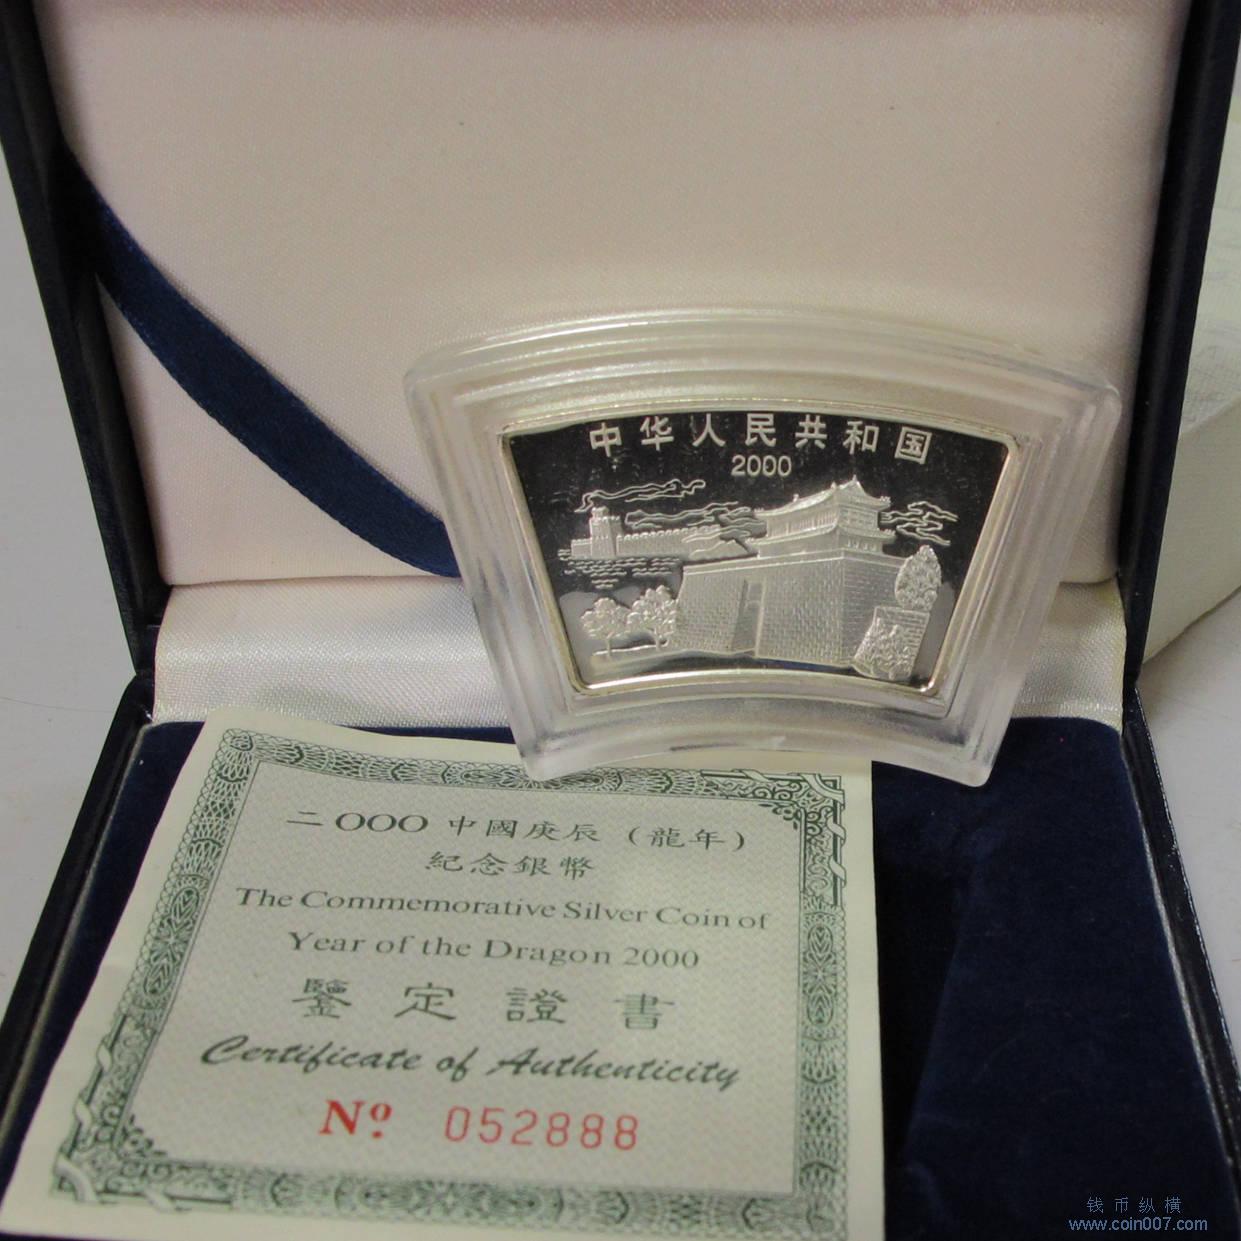 中华人民共和国
2000
二OOO中國庚辰（龍年）
紀念銀幣
The Commemorative Silver Coin of
Year of the Dragon 2000
鑒定證書
Certificate of Authenticity
Nº 052888
钱币纵横
www.coin007.com